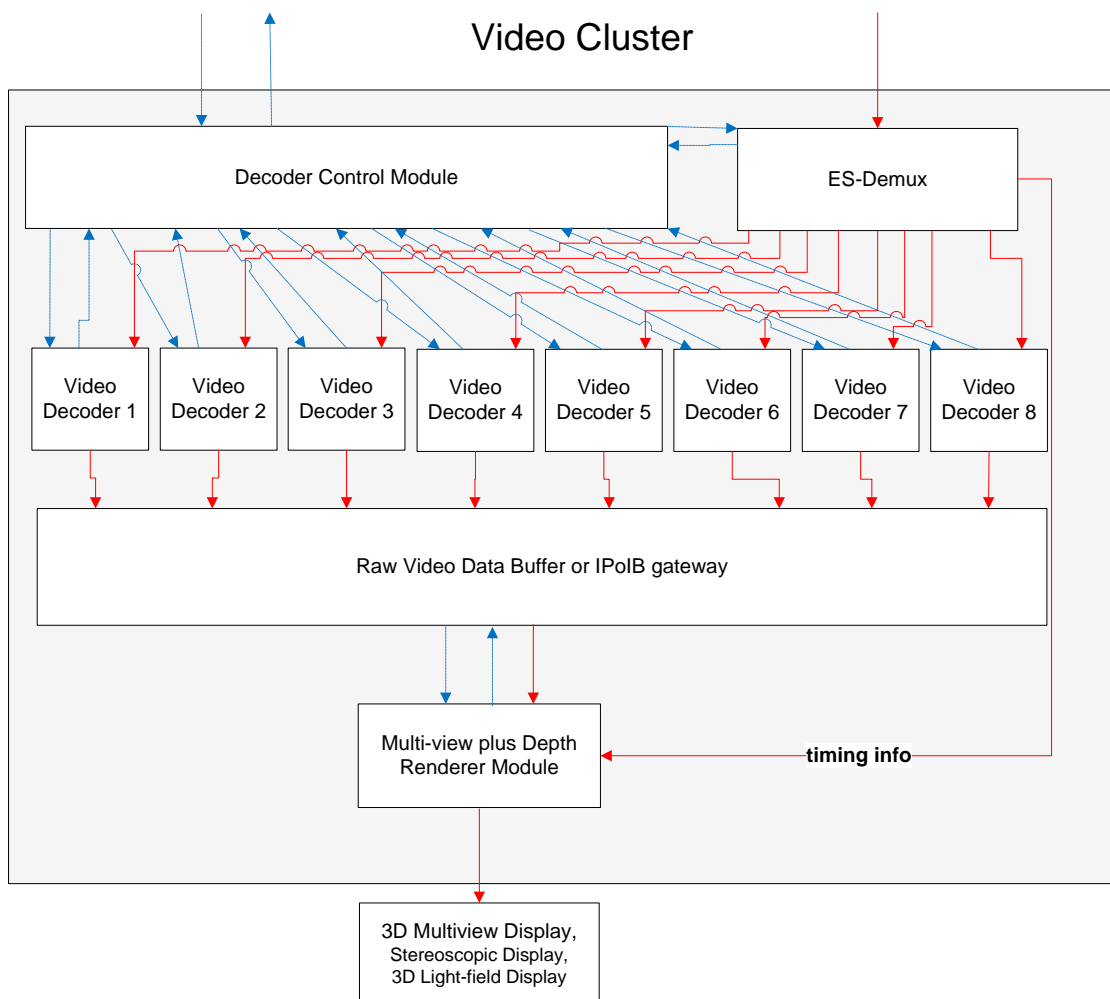 Video Cluster
Decoder Control Module
ES-Demux
Video
Decoder 1
Video
Decoder 2
Video
Decoder 3
Video
Decoder 4
Video
Decoder 5
Video
Decoder 6
Video
Decoder 7
Video
Decoder 8
Raw Video Data Buffer or IPoIB gateway
Multi-view plus Depth
Renderer Module
timing info
3D Multiview Display,
Stereoscopic Display,
3D Light-field Display